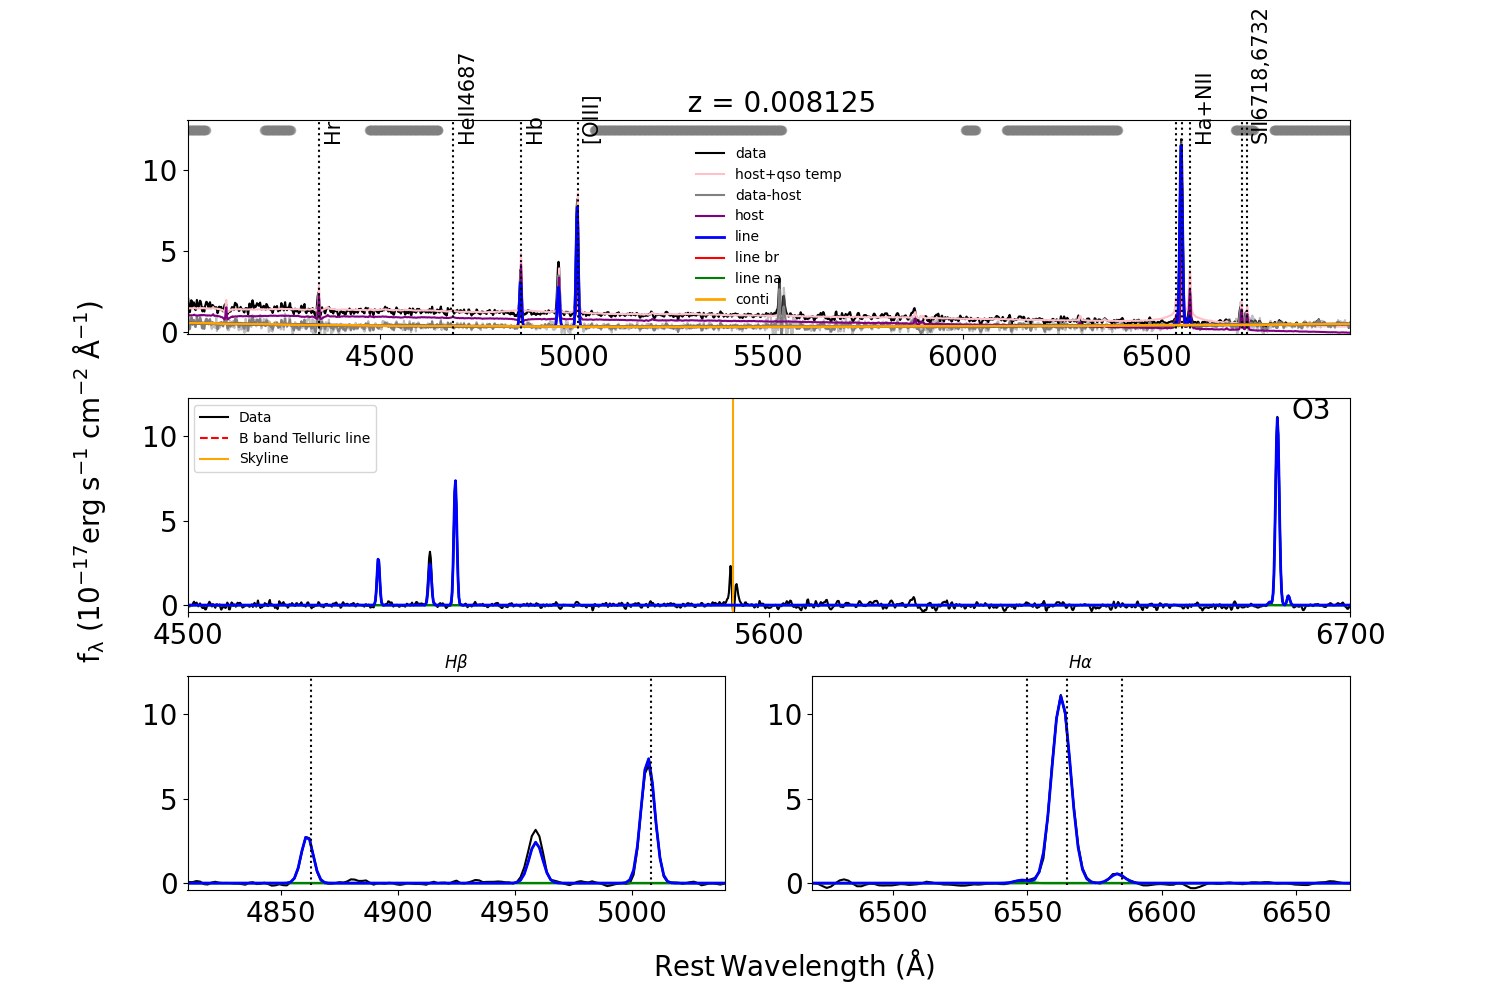 z = 0.008125
Hr
HeII4687
Hb
[OIII]
Ha+NII
SII6718,6732
data
host+qso temp
data-host
host
line
line br
line na
conti
10
5
0
4500 5000 5500 6000 6500
f_λ (10^−17 erg s^−1 cm^−2 Å^−1)
Data
B band Telluric line
Skyline
O3
10
5
0
4500 5600 6700
Hβ
10
5
0
4850 4900 4950 5000
Hα
10
5
0
6500 6550 6600 6650
Rest Wavelength (Å)